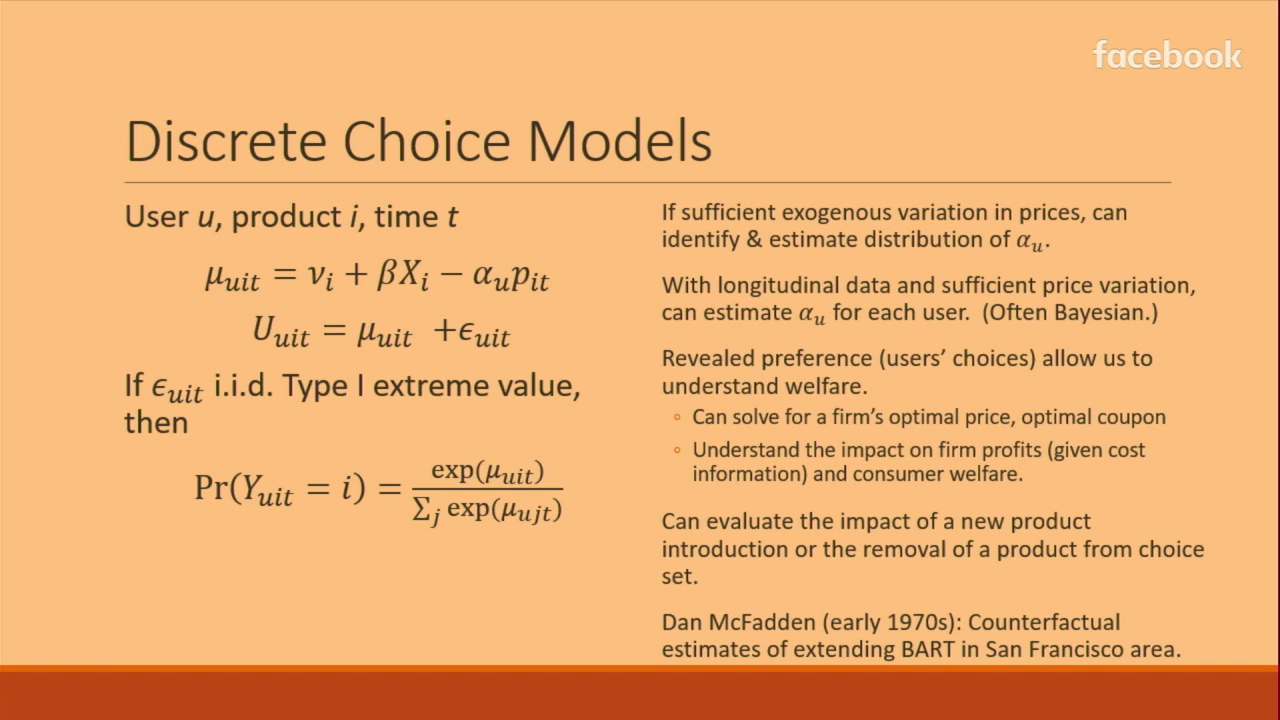 facebook
Discrete Choice Models
User u, product i, time t
μ_uit = ν_i + βX_i − α_u p_it
U_uit = μ_uit +ϵ_uit
If ϵ_uit i.i.d. Type I extreme value,
then
Pr(Y_uit = i) = exp(μ_uit) / ∑_j exp(μ_ujt)
If sufficient exogenous variation in prices, can
identify & estimate distribution of α_u.
With longitudinal data and sufficient price variation,
can estimate α_u for each user. (Often Bayesian.)
Revealed preference (users’ choices) allow us to
understand welfare.
◦ Can solve for a firm’s optimal price, optimal coupon
◦ Understand the impact on firm profits (given cost
information) and consumer welfare.
Can evaluate the impact of a new product
introduction or the removal of a product from choice
set.
Dan McFadden (early 1970s): Counterfactual
estimates of extending BART in San Francisco area.